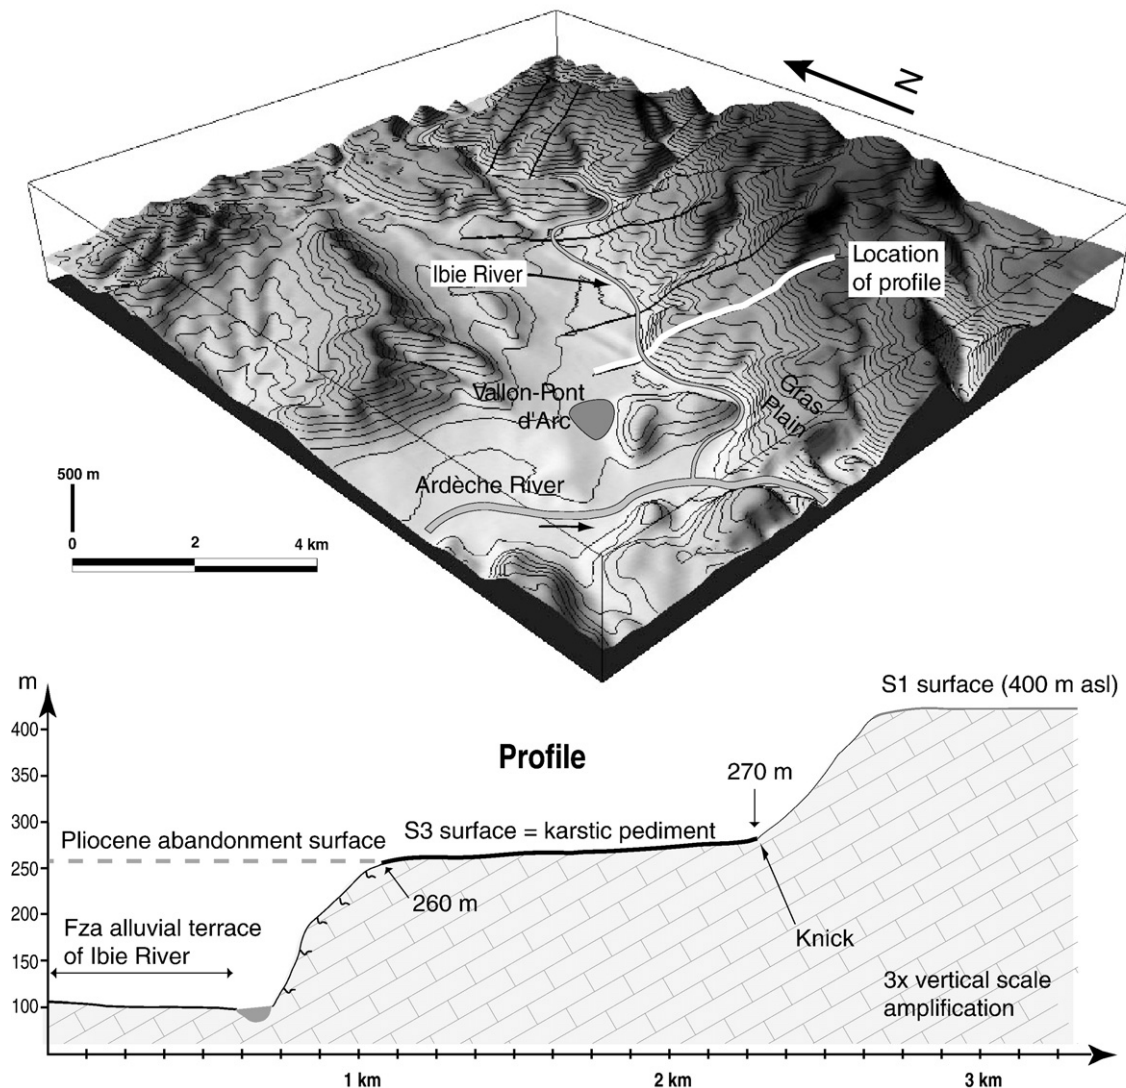 N
Location
of profile
Ibie River
Gras
Plain
Vallon-Pont
d'Arc
Ardèche River
500 m
0 2 4 km
m
S1 surface (400 m asl)
400
Profile
350
270 m
300
S3 surface = karstic pediment
Pliocene abandonment surface
250
260 m
200
Fza alluvial terrace
of Ibie River
Knick
150
3x vertical scale
amplification
100
1 km 2 km 3 km